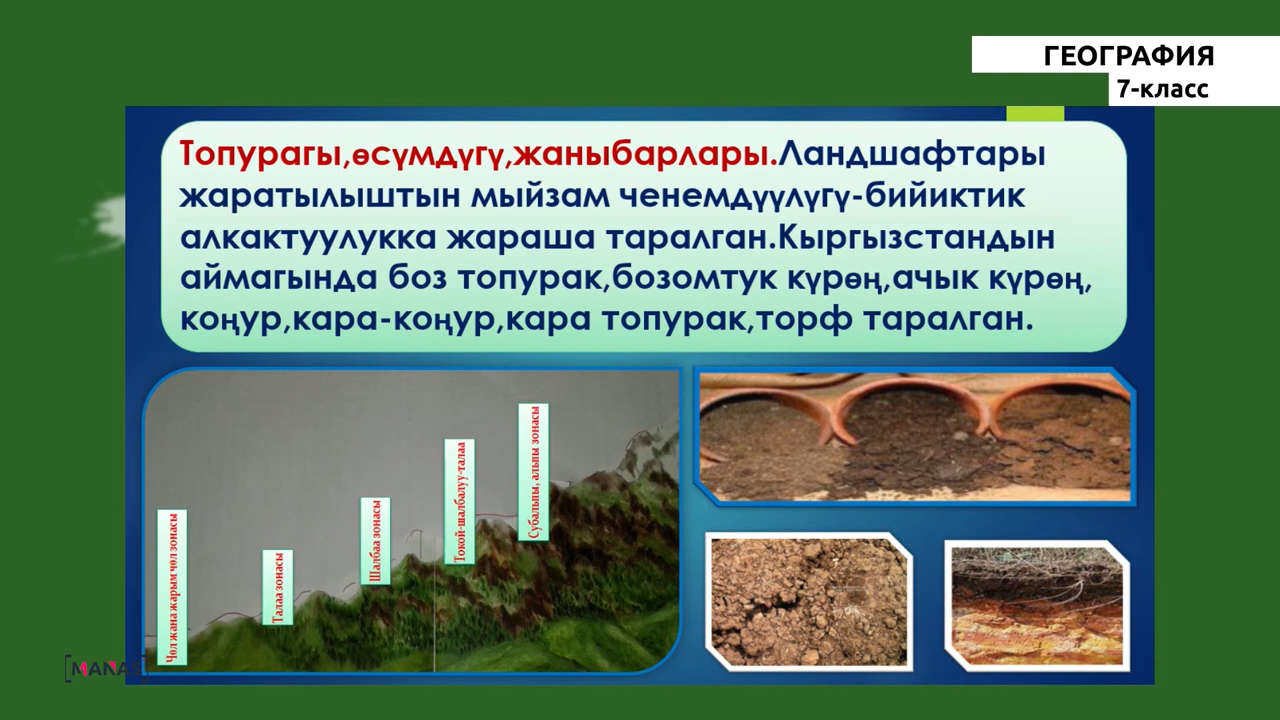 ГЕОГРАФИЯ
7-класс
Топурагы,өсүмдүгү,жаныбарлары.Ландшафтары
жаратылыштын мыйзам ченемдүүлүгү-бийиктик
алкактуулукка жараша таралган.Кыргызстандын
аймагында боз топурак,бозомтук күрөң,ачык күрөң,
коңур,кара-коңур,кара топурак,торф таралган.
Чөл жана жарым чөл зонасы
Талаа зонасы
Шалбаа зонасы
Токой-шалбалуу-талаа
Субальпы, альпы зонасы
MANAS